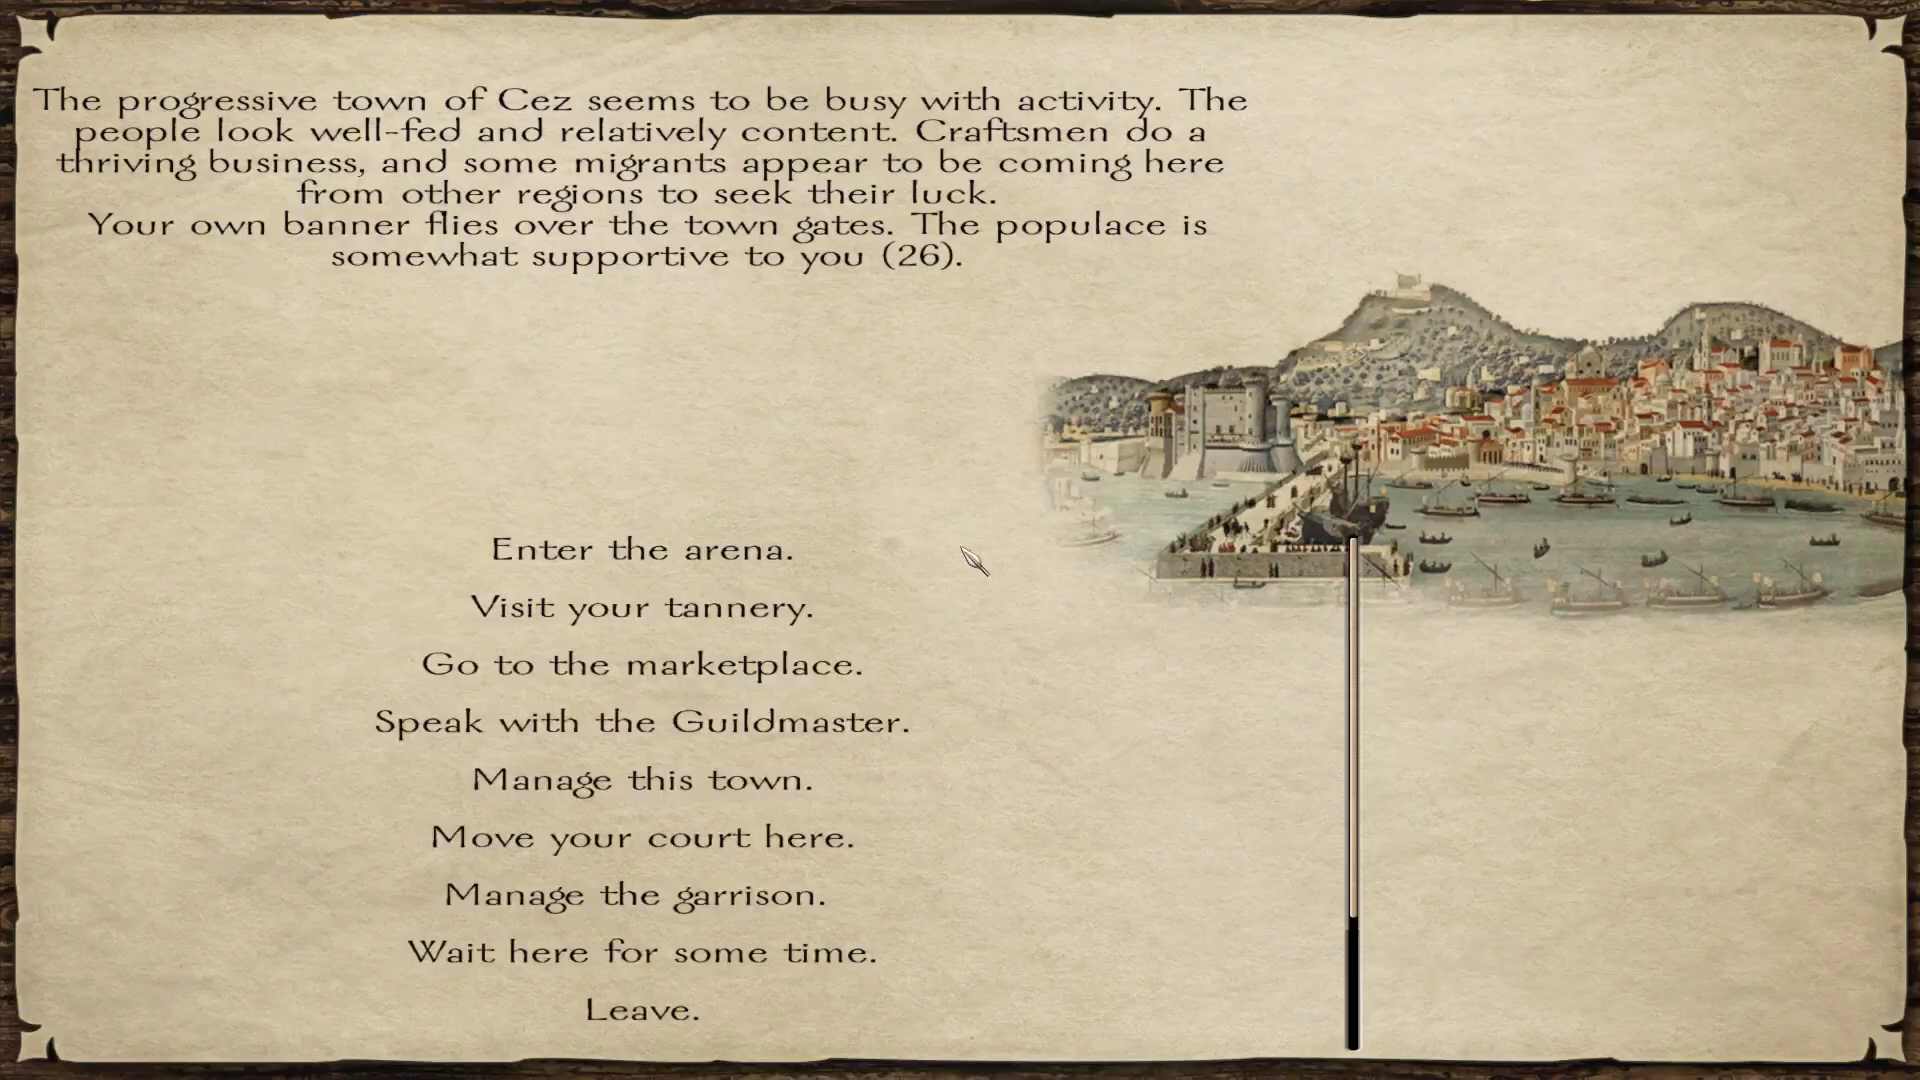 The progressive town of Cez seems to be busy with activity. The
people look well-fed and relatively content. Craftsmen do a
thriving business, and some migrants appear to be coming here
from other regions to seek their luck.
Your own banner flies over the town gates. The populace is
somewhat supportive to you (26).
Enter the arena.
Visit your tannery.
Go to the marketplace.
Speak with the Guildmaster.
Manage this town.
Move your court here.
Manage the garrison.
Wait here for some time.
Leave.